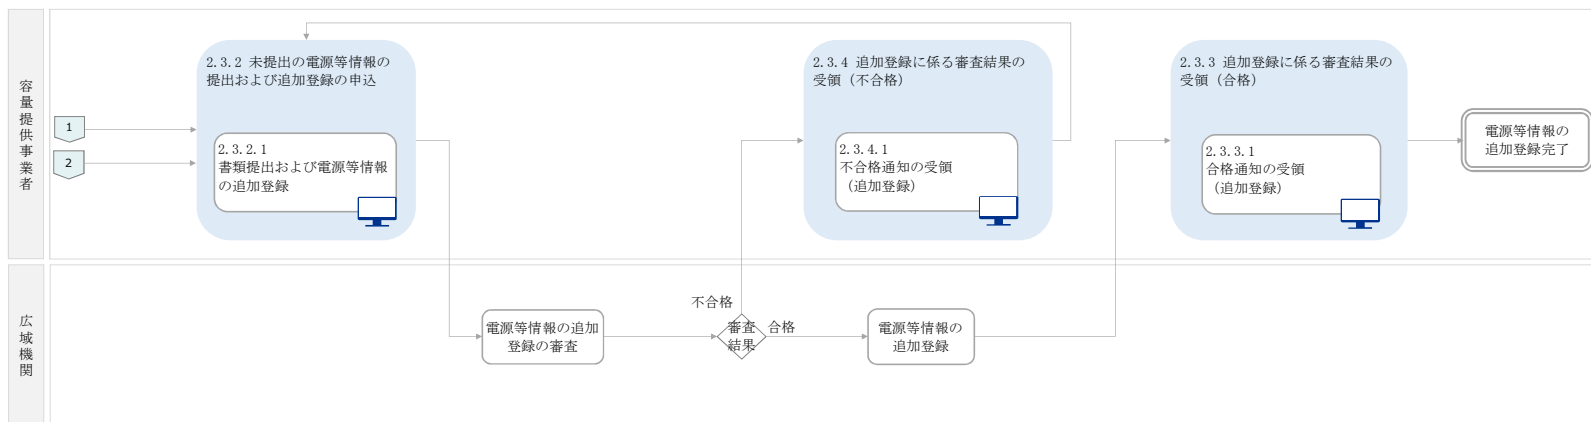 容量提供事業者
1
2
2.3.2 未提出の電源等情報の
提出および追加登録の申込
2.3.2.1
書類提出および電源等情報
の追加登録
2.3.4 追加登録に係る審査結果の
受領（不合格）
2.3.4.1
不合格通知の受領
（追加登録）
2.3.3 追加登録に係る審査結果の
受領（合格）
2.3.3.1
合格通知の受領
（追加登録）
電源等情報の
追加登録完了
広域機関
電源等情報の追加
登録の審査
不合格
審査
結果
合格
電源等情報の
追加登録